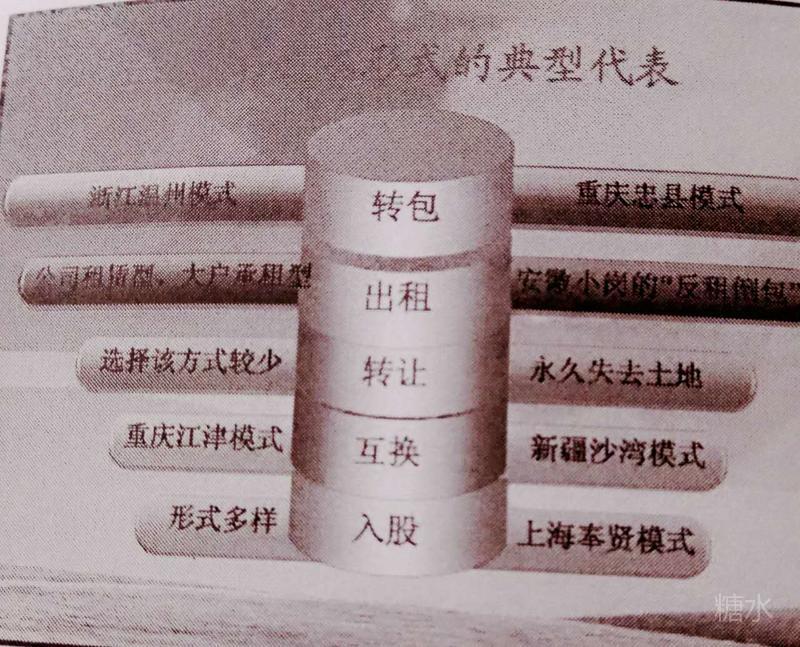 形式的典型代表
浙江温州模式 转包 重庆忠县模式
公司租赁型、大户承租型 出租 安徽小岗的“反租倒包”
选择该方式较少 转让 永久失去土地
重庆江津模式 互换 新疆沙湾模式
形式多样 入股 上海奉贤模式
糖水